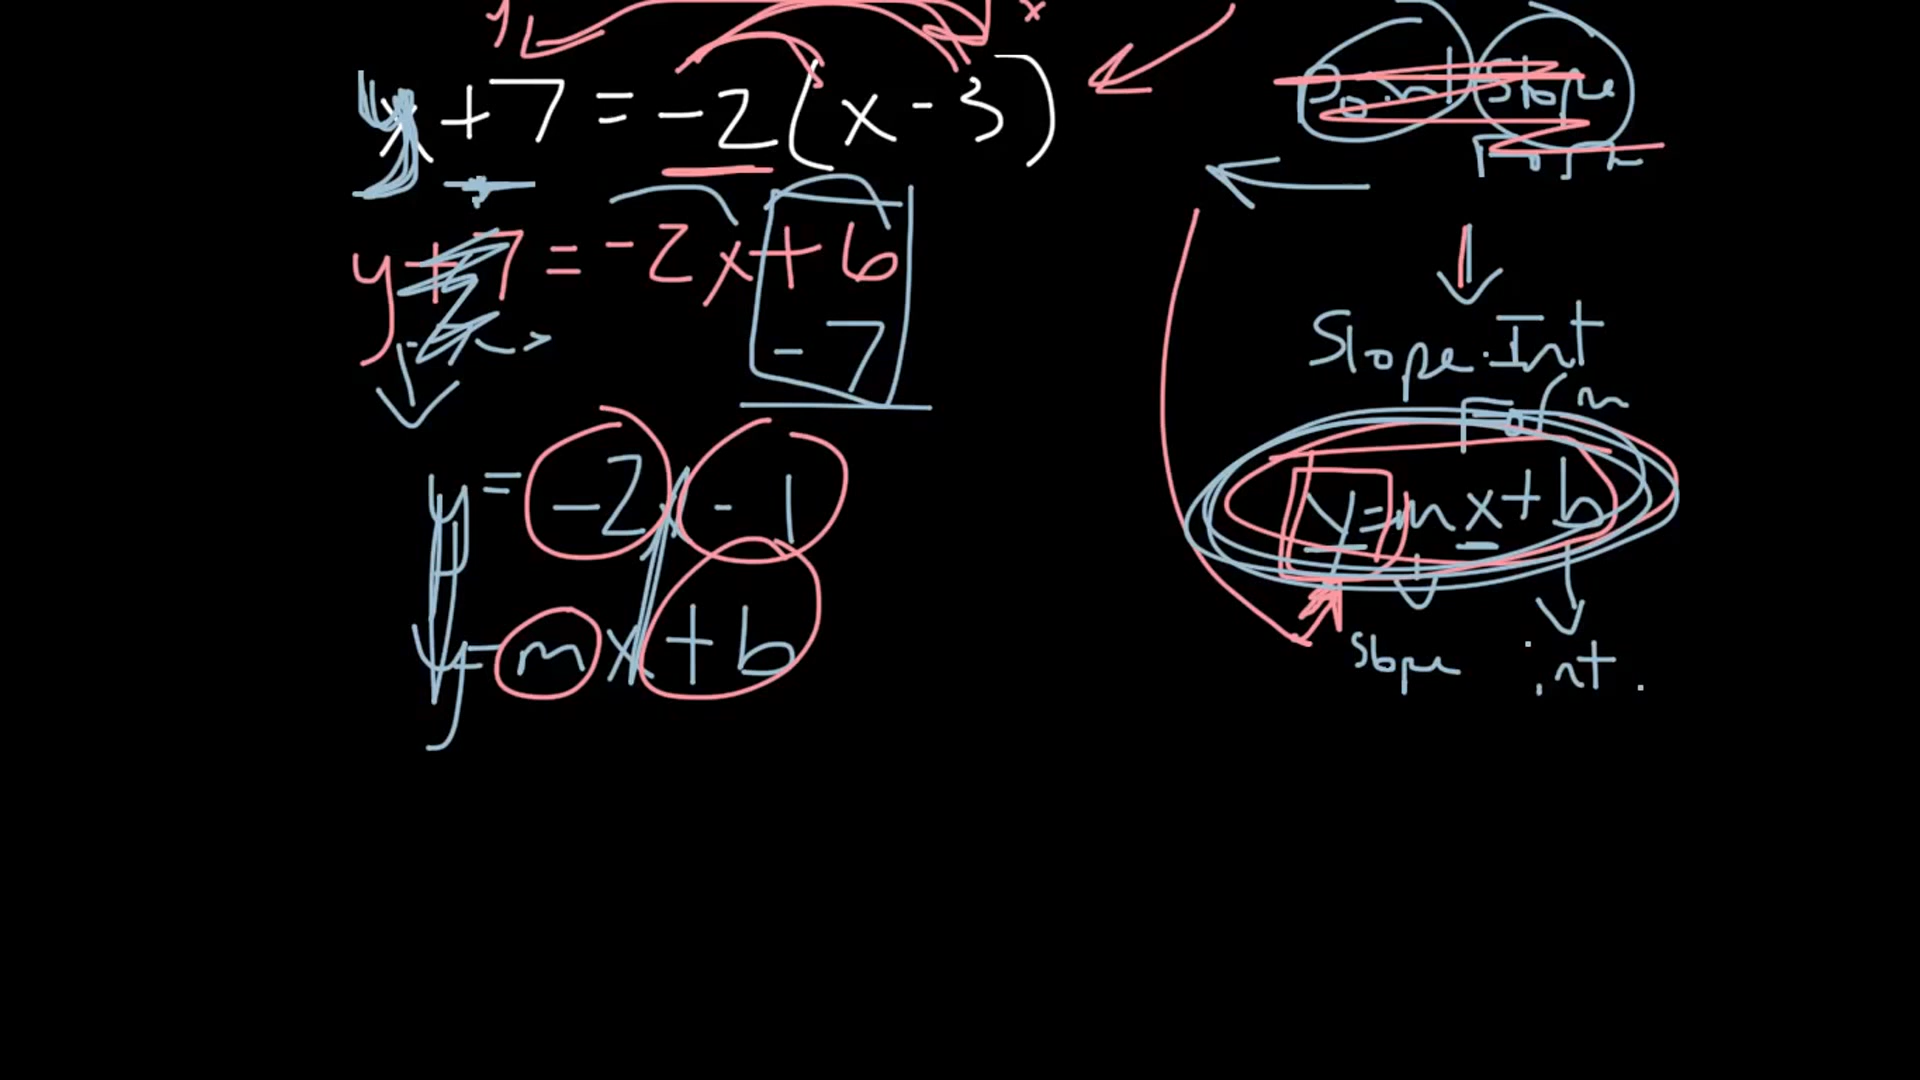 x
y + 7 = -2(x - 3)
Point Slope
Form
y + 7 = -2x + 6
- 7
Slope-Int
Form
y = -2x - 1
y = mx + b
y = mx + b
Slope
int.